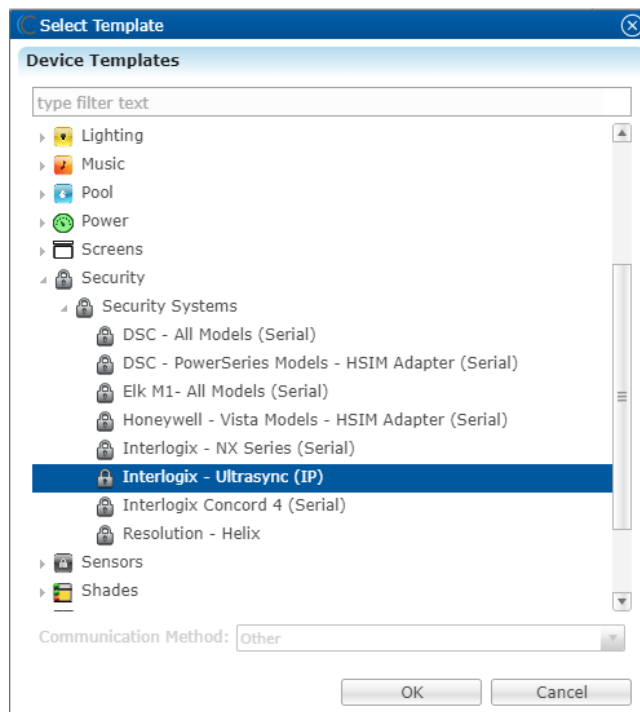 Select Template
Device Templates
type filter text
Lighting
Music
Pool
Power
Screens
Security
Security Systems
DSC - All Models (Serial)
DSC - PowerSeries Models - HSIM Adapter (Serial)
Elk M1- All Models (Serial)
Honeywell - Vista Models - HSIM Adapter (Serial)
Interlogix - NX Series (Serial)
Interlogix - Ultrasync (IP)
Interlogix Concord 4 (Serial)
Resolution - Helix
Sensors
Shades
Communication Method: Other
OK Cancel